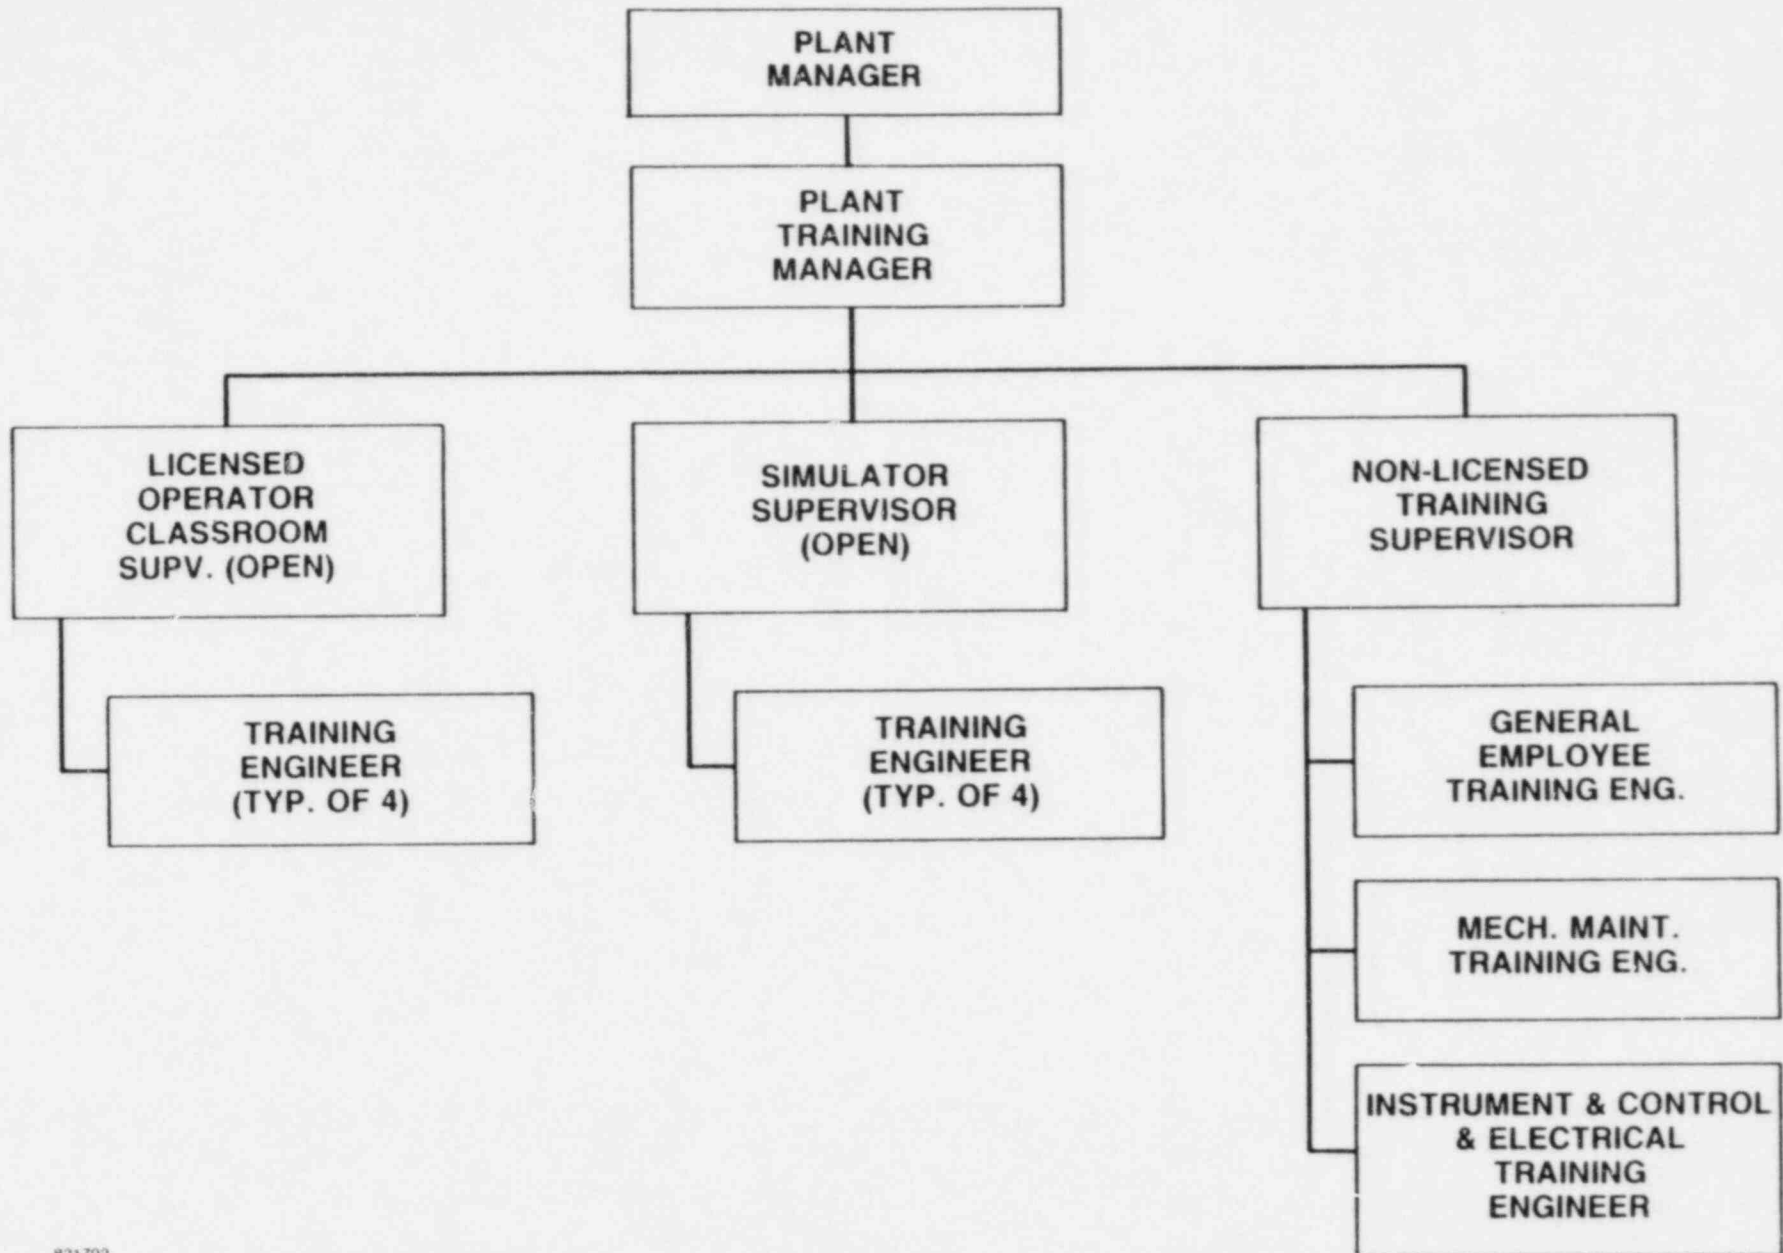 PLANT
MANAGER
PLANT
TRAINING
MANAGER
LICENSED
OPERATOR
CLASSROOM
SUPV. (OPEN)
SIMULATOR
SUPERVISOR
(OPEN)
NON-LICENSED
TRAINING
SUPERVISOR
TRAINING
ENGINEER
(TYP. OF 4)
TRAINING
ENGINEER
(TYP. OF 4)
GENERAL
EMPLOYEE
TRAINING ENG.
MECH. MAINT.
TRAINING ENG.
INSTRUMENT & CONTROL
& ELECTRICAL
TRAINING
ENGINEER